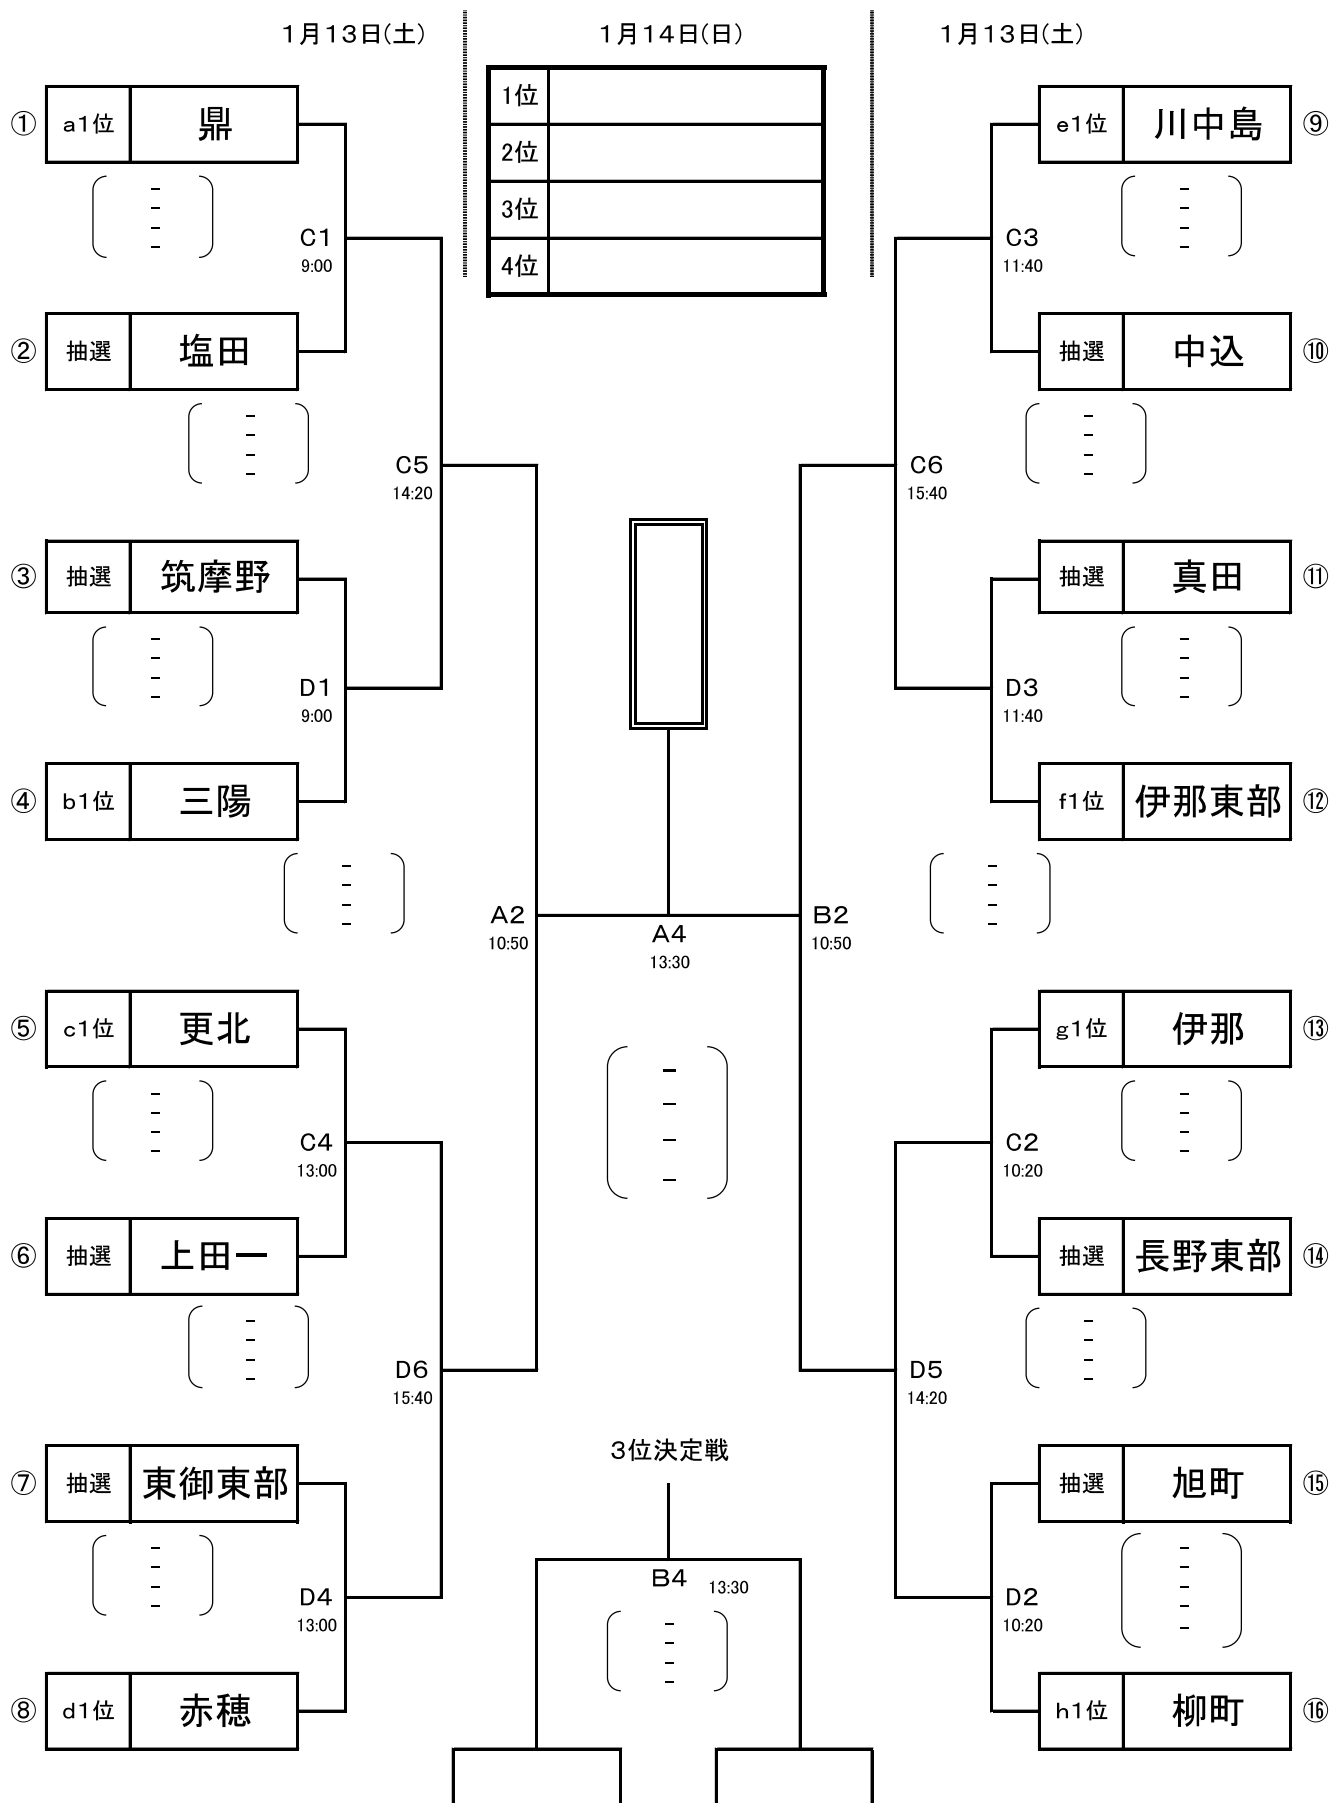 1月13日(土)
1月14日(日)
1月13日(土)
1位
2位
3位
4位
① a1位 鼎
C1
9:00
② 抽選 塩田
C5
14:20
③ 抽選 筑摩野
D1
9:00
④ b1位 三陽
A2
10:50
⑤ c1位 更北
C4
13:00
⑥ 抽選 上田一
D6
15:40
⑦ 抽選 東御東部
D4
13:00
⑧ d1位 赤穂
A4
13:30
3位決定戦
B4 13:30
e1位 川中島 ⑨
C3
11:40
抽選 中込 ⑩
C6
15:40
抽選 真田 ⑪
D3
11:40
f1位 伊那東部 ⑫
B2
10:50
g1位 伊那 ⑬
C2
10:20
抽選 長野東部 ⑭
D5
14:20
抽選 旭町 ⑮
D2
10:20
h1位 柳町 ⑯